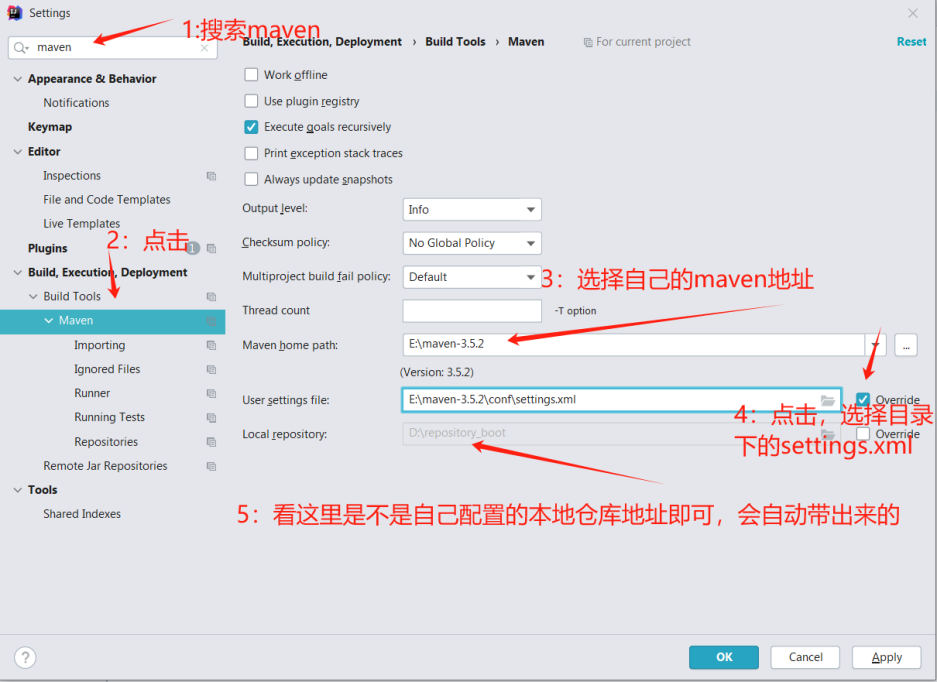 Settings
1:搜索maven
maven
Build, Execution, Deployment › Build Tools › Maven
For current project
Reset
Appearance & Behavior
Notifications
Keymap
Editor
Inspections
File and Code Templates
Live Templates
Plugins
1
2：点击
Build, Execution, Deployment
Build Tools
Maven
Importing
Ignored Files
Runner
Running Tests
Repositories
Remote Jar Repositories
Tools
Shared Indexes
Work offline
Use plugin registry
Execute goals recursively
Print exception stack traces
Always update snapshots
Output level:
Info
Checksum policy:
No Global Policy
Multiproject build fail policy:
Default
3：选择自己的maven地址
Thread count
-T option
Maven home path:
E:\maven-3.5.2
...
(Version: 3.5.2)
User settings file:
E:\maven-3.5.2\conf\settings.xml
Override
4：点击，选择目录
下的settings.xml
Local repository:
D:\repository_boot
Override
5：看这里是不是自己配置的本地仓库地址即可，会自动带出来的
?
OK
Cancel
Apply